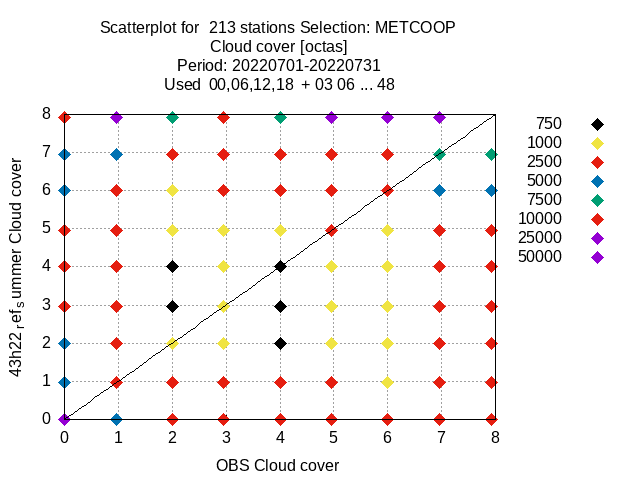 Scatterplot for 213 stations Selection: METCOOP
Cloud cover [octas]
Period: 20220701-20220731
Used 00,06,12,18 + 03 06 ... 48
8
7
6
5
4
3
2
1
0
43h22_ref_summer Cloud cover
0 1 2 3 4 5 6 7 8
OBS Cloud cover
750
1000
2500
5000
7500
10000
25000
50000